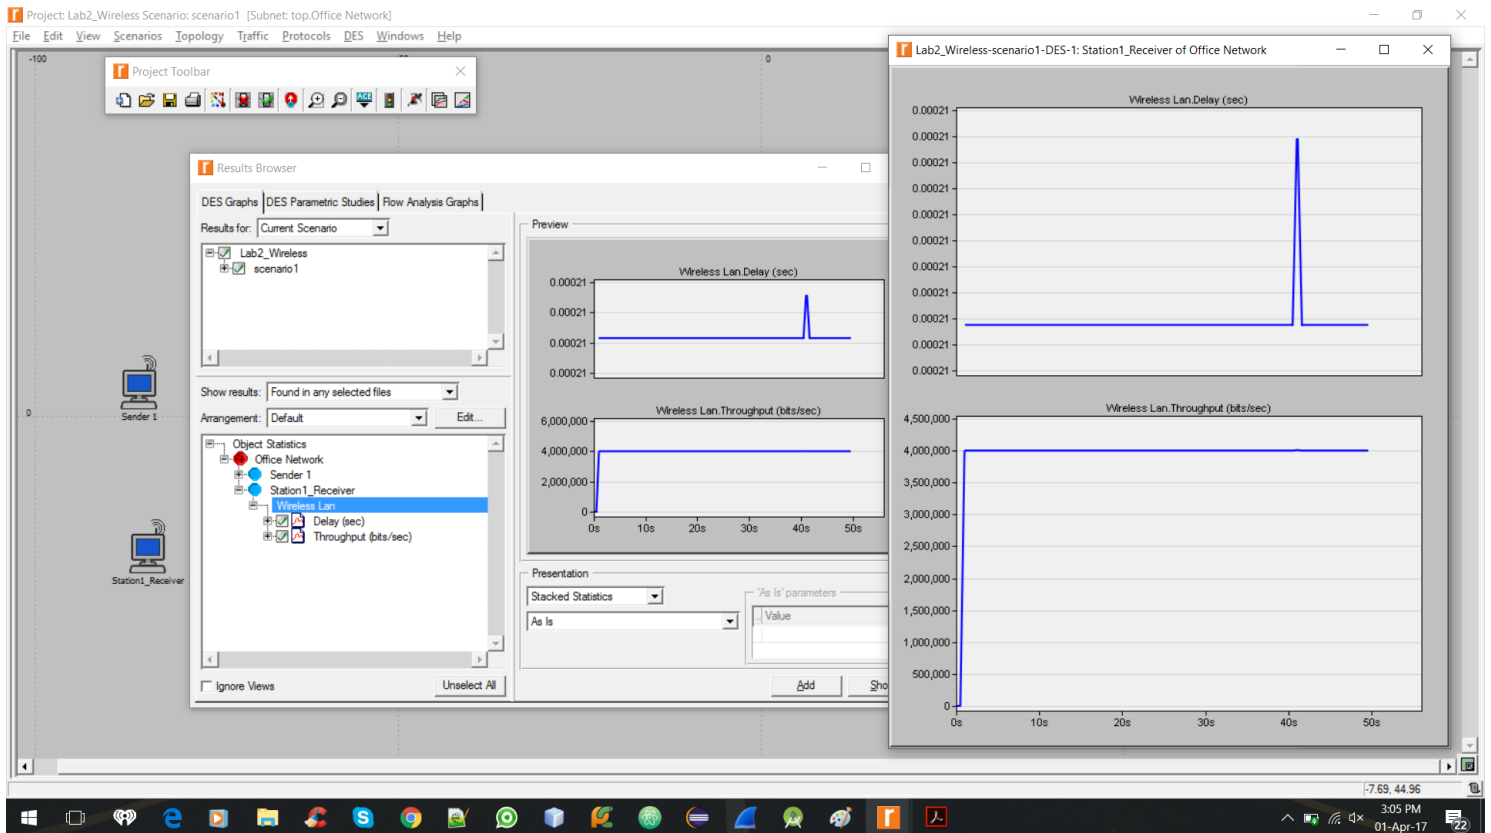 Project: Lab2_Wireless Scenario: scenario1 [Subnet: top.Office Network]
File Edit View Scenarios Topology Traffic Protocols DES Windows Help
-100
0
Project Toolbar
ACE
0
Sender 1
Station1_Receiver
Results Browser
DES Graphs DES Parametric Studies Flow Analysis Graphs
Results for: Current Scenario
Lab2_Wireless
scenario1
Show results: Found in any selected files
Arrangement: Default Edit...
Object Statistics
Office Network
Sender 1
Station1_Receiver
Wireless Lan
Delay (sec)
Throughput (bits/sec)
Ignore Views Unselect All
Preview
Wireless Lan.Delay (sec)
0.00021
0.00021
0.00021
0.00021
Wireless Lan.Throughput (bits/sec)
6,000,000
4,000,000
2,000,000
0
0s 10s 20s 30s 40s 50s
Presentation
Stacked Statistics
As Is
'As Is' parameters
.. Value
Add Sho
Lab2_Wireless-scenario1-DES-1: Station1_Receiver of Office Network
Wireless Lan.Delay (sec)
0.00021
0.00021
0.00021
0.00021
0.00021
0.00021
0.00021
0.00021
0.00021
0.00021
0.00021
Wireless Lan.Throughput (bits/sec)
4,500,000
4,000,000
3,500,000
3,000,000
2,500,000
2,000,000
1,500,000
1,000,000
500,000
0
0s 10s 20s 30s 40s 50s
-7.69, 44.96
3:05 PM
01-Apr-17
22